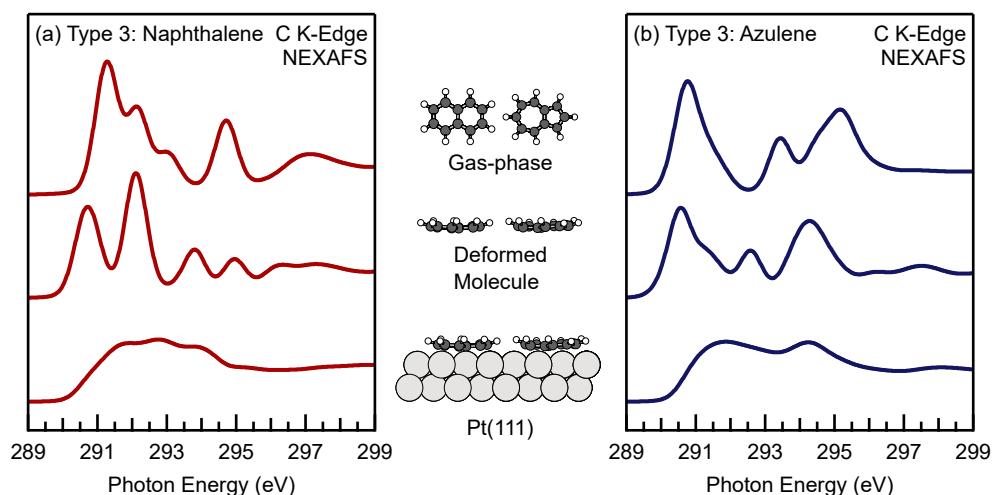 (a) Type 3: Naphthalene C K-Edge
NEXAFS
289 291 293 295 297 299
Photon Energy (eV)
Gas-phase
Deformed
Molecule
Pt(111)
(b) Type 3: Azulene C K-Edge
NEXAFS
289 291 293 295 297 299
Photon Energy (eV)